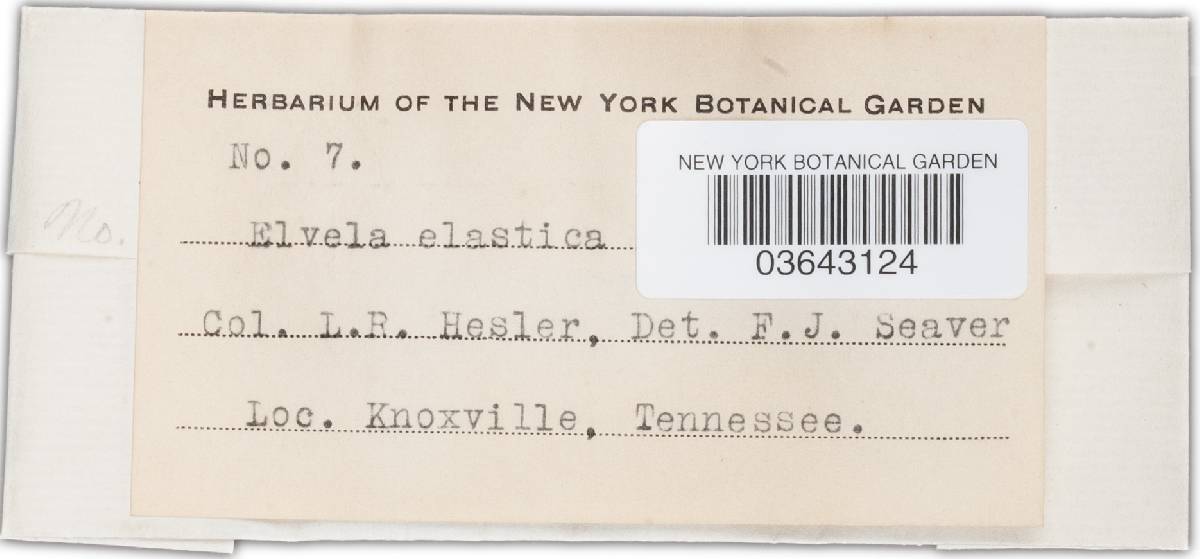 HERBARIUM OF THE NEW YORK BOTANICAL GARDEN
No. 7.
NEW YORK BOTANICAL GARDEN
03643124
No.
Elvela elastica
Col. L.R. Hesler, Det. F.J. Seaver
Loc. Knoxville, Tennessee.